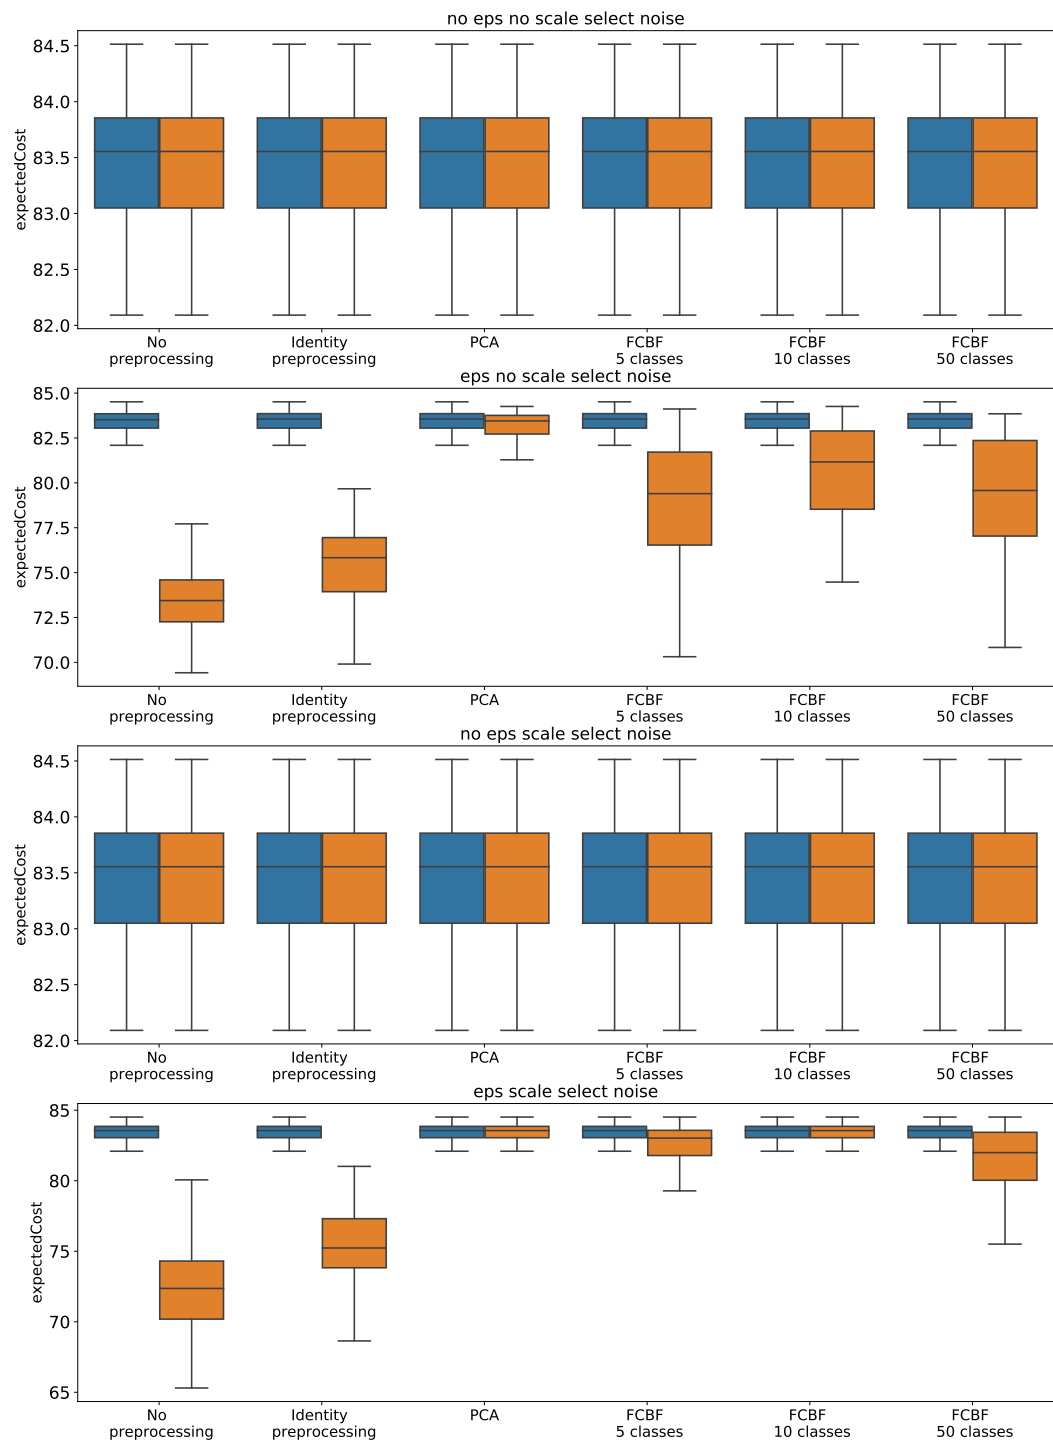 no eps no scale select noise
84.5
84.0
83.5
83.0
82.5
82.0
expectedCost
No preprocessing
Identity preprocessing
PCA
FCBF 5 classes
FCBF 10 classes
FCBF 50 classes
eps no scale select noise
85.0
82.5
80.0
77.5
75.0
72.5
70.0
expectedCost
No preprocessing
Identity preprocessing
PCA
FCBF 5 classes
FCBF 10 classes
FCBF 50 classes
no eps scale select noise
84.5
84.0
83.5
83.0
82.5
82.0
expectedCost
No preprocessing
Identity preprocessing
PCA
FCBF 5 classes
FCBF 10 classes
FCBF 50 classes
eps scale select noise
85
80
75
70
65
expectedCost
No preprocessing
Identity preprocessing
PCA
FCBF 5 classes
FCBF 10 classes
FCBF 50 classes